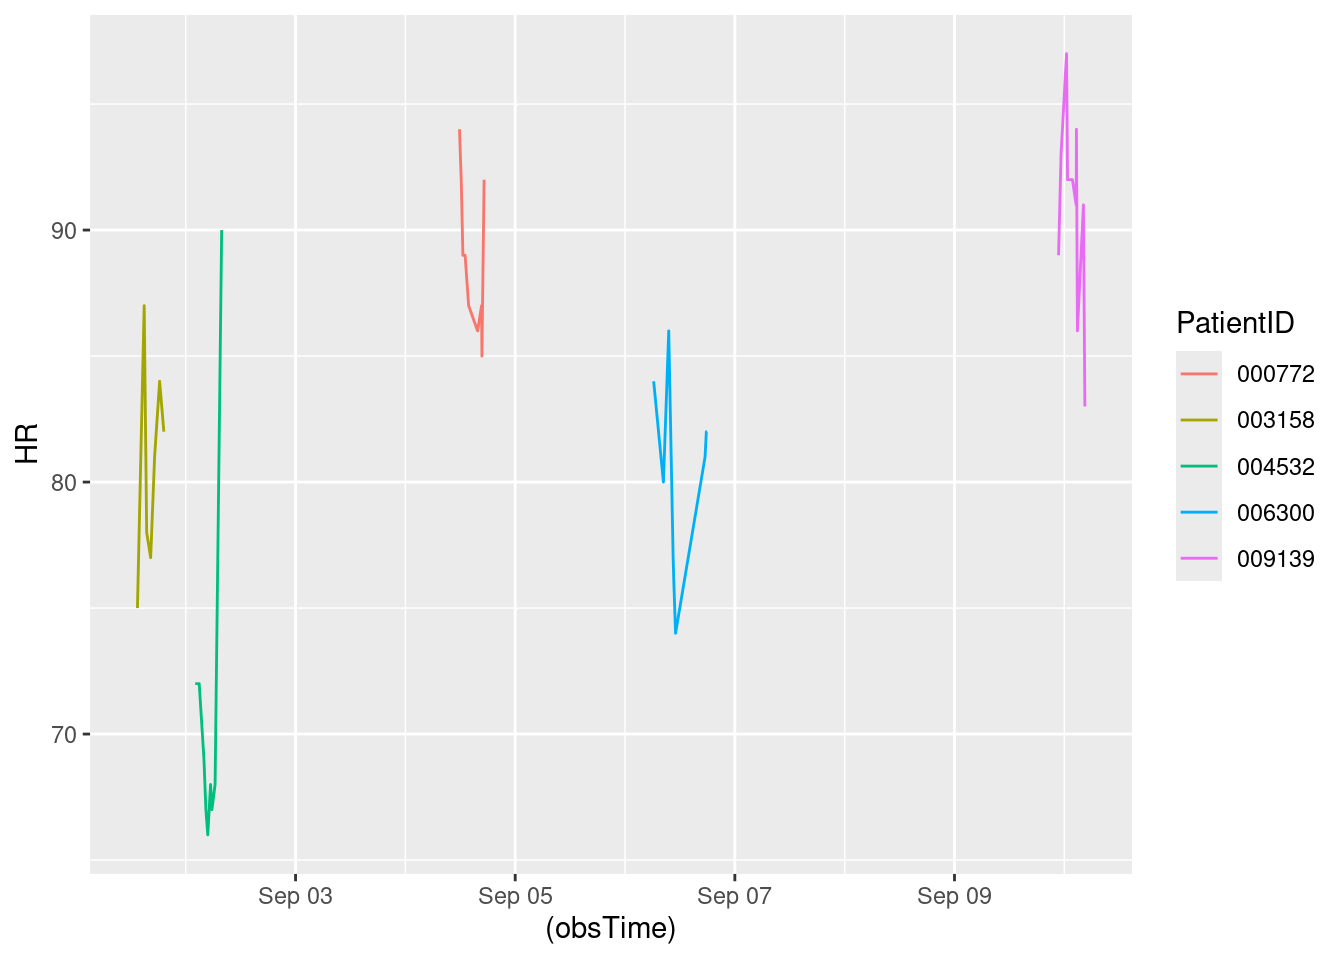 HR
90
80
70
Sep 03
Sep 05
Sep 07
Sep 09
(obsTime)
PatientID
000772
003158
004532
006300
009139